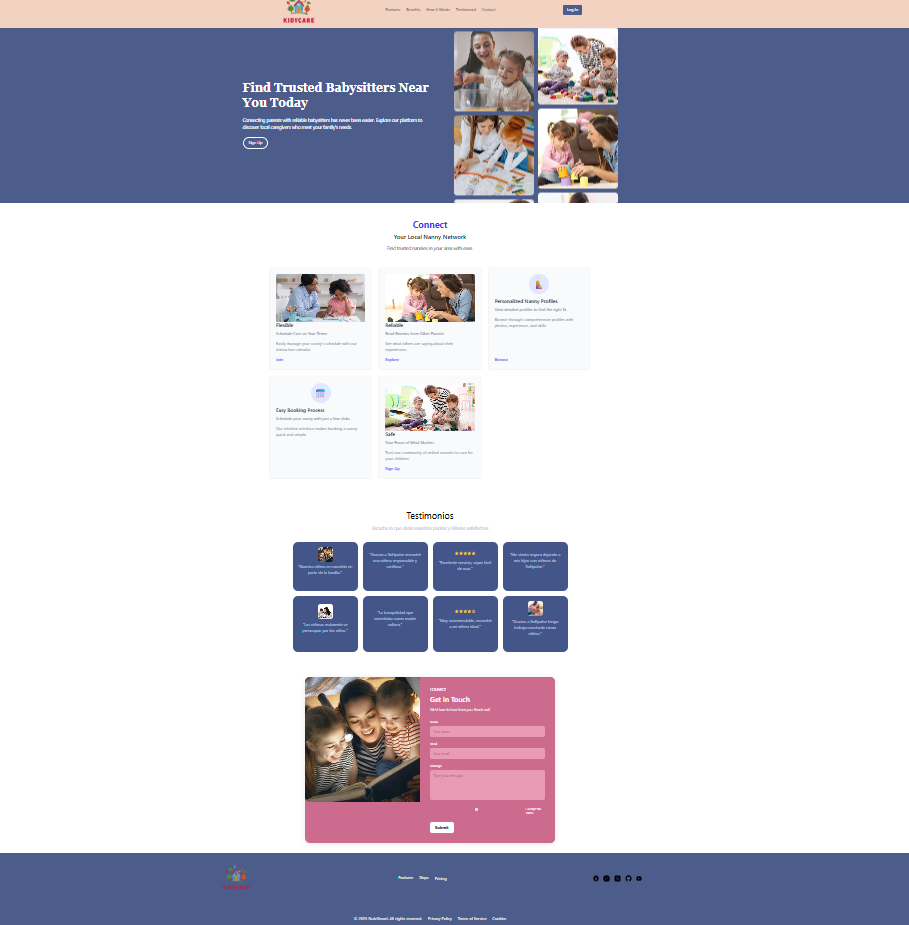 KIDYCARE
Features Benefits How It Works Testimonial Contact
Log In
Find Trusted Babysitters Near
You Today
Connecting parents with reliable babysitters has never been easier. Explore our platform to
discover local caregivers who meet your family's needs.
Sign Up
Connect
Your Local Nanny Network
Find trusted nannies in your area with ease.
Flexible
Schedule Care on Your Terms
Easily manage your nanny's schedule with our
interactive calendar.
Join
Reliable
Read Reviews from Other Parents
See what others are saying about their
experiences.
Explore
Personalized Nanny Profiles
View detailed profiles to find the right fit
Browse through comprehensive profiles with
photos, experience, and skills.
Browse
Easy Booking Process
Schedule your nanny with just a few clicks
Our intuitive interface makes booking a nanny
quick and simple.
Safe
Your Peace of Mind Matters
Trust our community of vetted nannies to care for
your children.
Sign Up
Testimonios
Escucha lo que dicen nuestros padres y niñeras satisfechas.
"Nuestra niñera se convirtió en
parte de la familia."
"Gracias a
encontré
una niñera responsable y
cariñosa."
★★★★★
"Excelente servicio, súper fácil
de usar."
"Me siento segura dejando a
mis hijos con niñeras de
"Las niñeras realmente se
preocupan por los niños."
"La tranquilidad que
necesitaba como madre
soltera."
★★★★☆
"Muy recomendable, encontré
a mi niñera ideal."
"Gracias a
tengo
trabajo constante como
niñera."
CONNECT
Get in Touch
We'd love to hear from you! Reach out!
Name
Your name
Email
Your email
Message
Type your message
I accept the
terms
Submit
Features Steps Pricing
All rights reserved. Privacy Policy Terms of Service Cookies